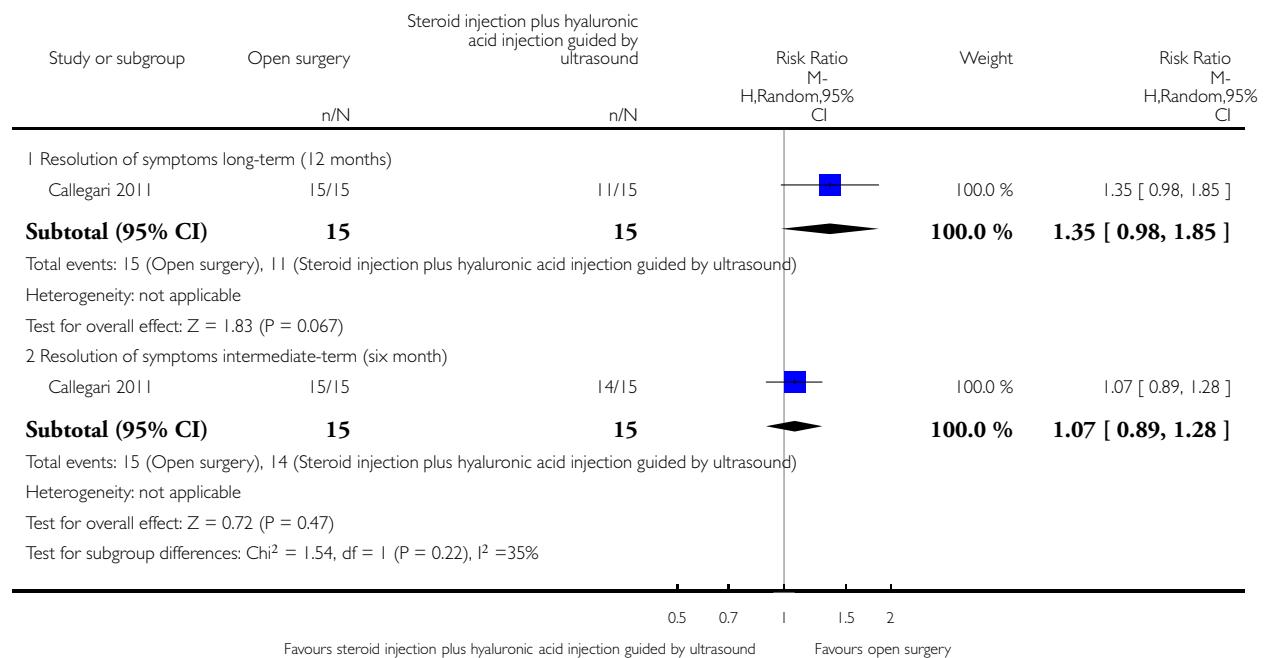 Steroid injection plus hyaluronic
acid injection guided by
Study or subgroup Open surgery ultrasound Risk Ratio Weight Risk Ratio
M- M-
H,Random,95% H,Random,95%
n/N n/N CI CI
1 Resolution of symptoms long-term (12 months)
Callegari 2011 15/15 11/15 100.0 % 1.35 [ 0.98, 1.85 ]
Subtotal (95% CI) 15 15 100.0 % 1.35 [ 0.98, 1.85 ]
Total events: 15 (Open surgery), 11 (Steroid injection plus hyaluronic acid injection guided by ultrasound)
Heterogeneity: not applicable
Test for overall effect: Z = 1.83 (P = 0.067)
2 Resolution of symptoms intermediate-term (six month)
Callegari 2011 15/15 14/15 100.0 % 1.07 [ 0.89, 1.28 ]
Subtotal (95% CI) 15 15 100.0 % 1.07 [ 0.89, 1.28 ]
Total events: 15 (Open surgery), 14 (Steroid injection plus hyaluronic acid injection guided by ultrasound)
Heterogeneity: not applicable
Test for overall effect: Z = 0.72 (P = 0.47)
Test for subgroup differences: Chi² = 1.54, df = 1 (P = 0.22), I² =35%
0.5 0.7 1 1.5 2
Favours steroid injection plus hyaluronic acid injection guided by ultrasound Favours open surgery